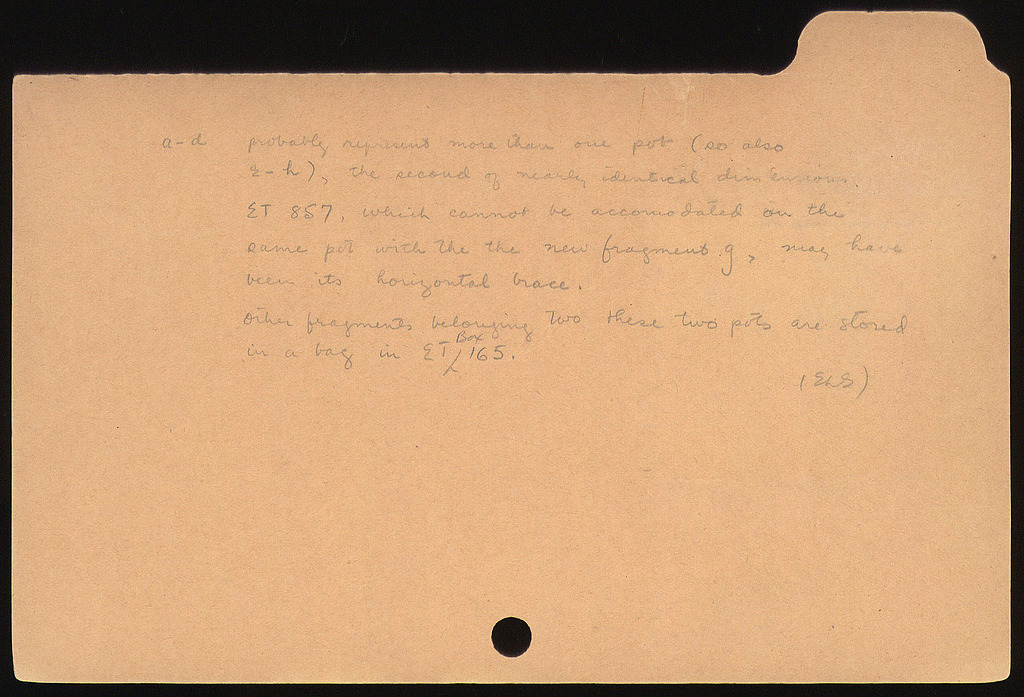 a-d probably represent more than one pot (so also
e-h), the second of nearly identical dimensions.
ET 857, which cannot be accomodated on the
same pot with the the new fragment g, may have
been its horizontal brace.
Other fragments belonging two these two pots are stored
in a bag in ET Box 165.
(ELS)